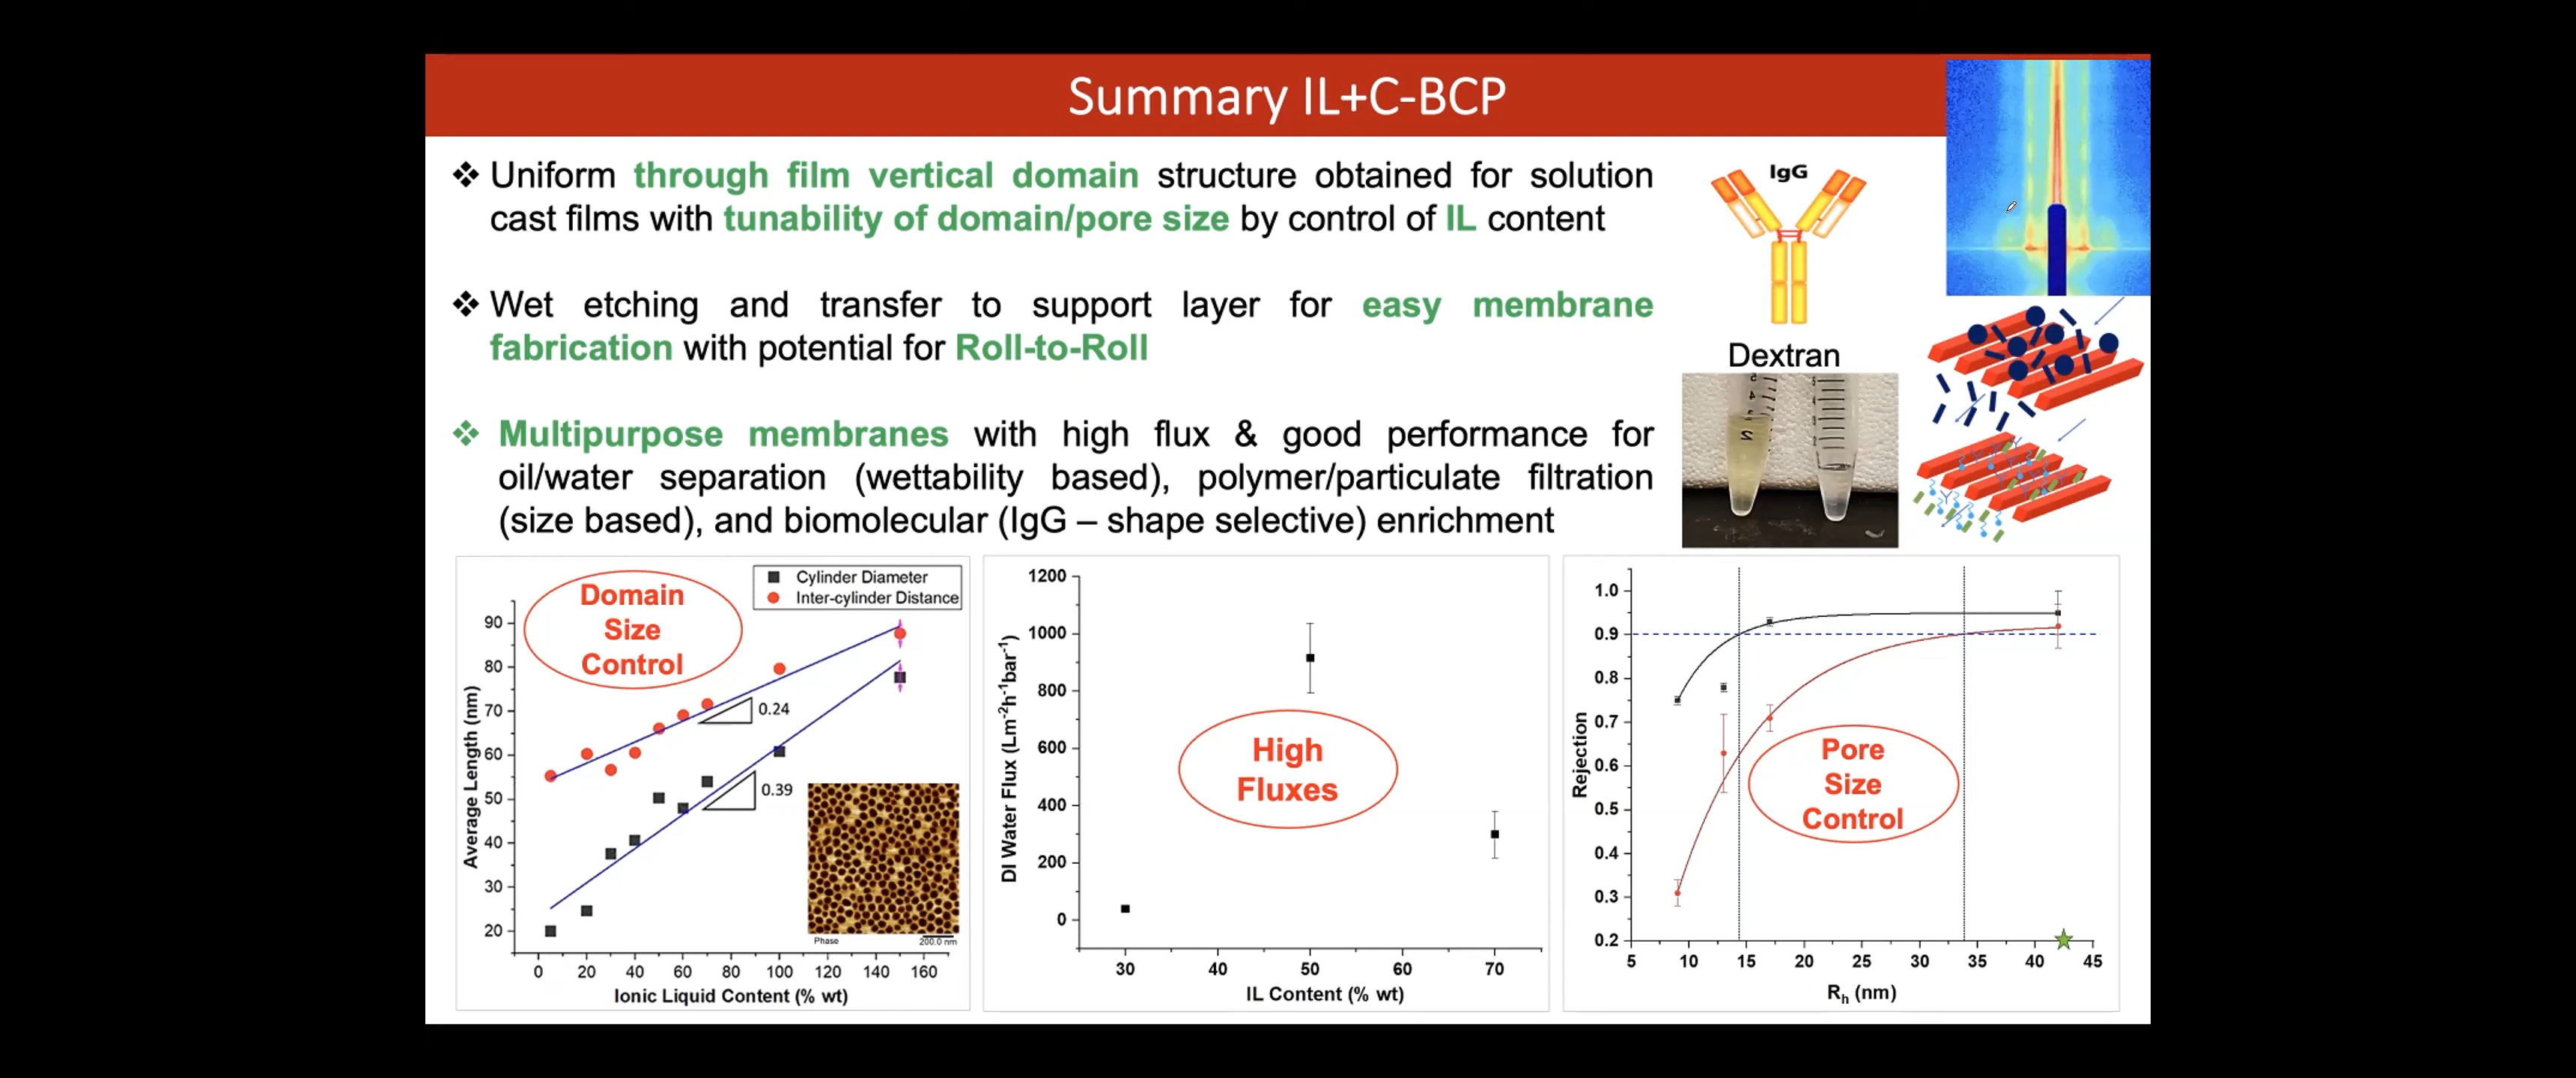 Summary IL+C-BCP
❖ Uniform through film vertical domain structure obtained for solution
cast films with tunability of domain/pore size by control of IL content
❖ Wet etching and transfer to support layer for easy membrane
fabrication with potential for Roll-to-Roll
❖ Multipurpose membranes with high flux & good performance for
oil/water separation (wettability based), polymer/particulate filtration
(size based), and biomolecular (IgG – shape selective) enrichment
IgG
Dextran
2
Domain
Size
Control
Cylinder Diameter
Inter-cylinder Distance
90
80
70
60
50
40
30
20
Average Length (nm)
0.24
0.39
Phase
200.0 nm
0 20 40 60 80 100 120 140 160
Ionic Liquid Content (% wt)
1200
1000
800
600
400
200
0
DI Water Flux (Lm⁻²h⁻¹bar⁻¹)
High
Fluxes
30 40 50 60 70
IL Content (% wt)
1.0
0.9
0.8
0.7
0.6
0.5
0.4
0.3
0.2
Rejection
Pore
Size
Control
5 10 15 20 25 30 35 40 45
Rₕ (nm)